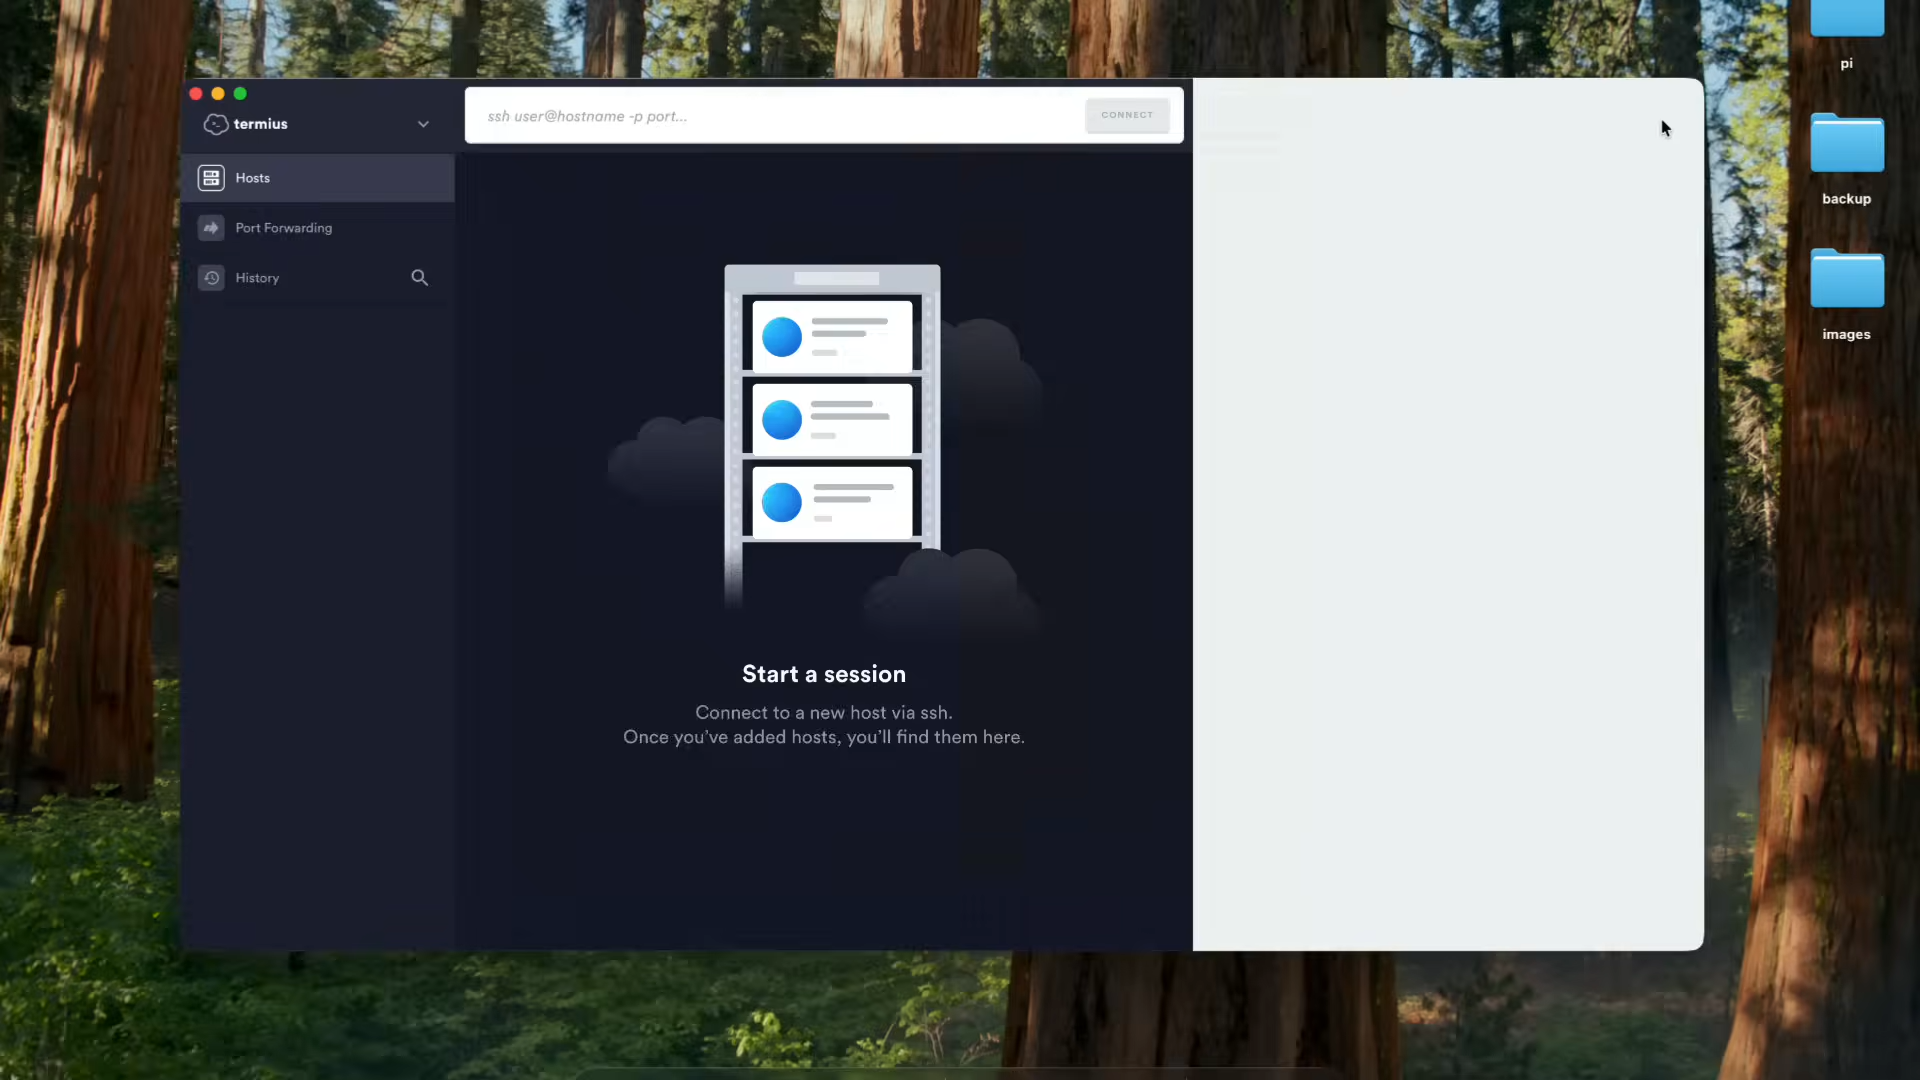 termius
ssh user@hostname -p port...
CONNECT
Hosts
Port Forwarding
History
Start a session
Connect to a new host via ssh.
Once you've added hosts, you'll find them here.
pi
backup
images